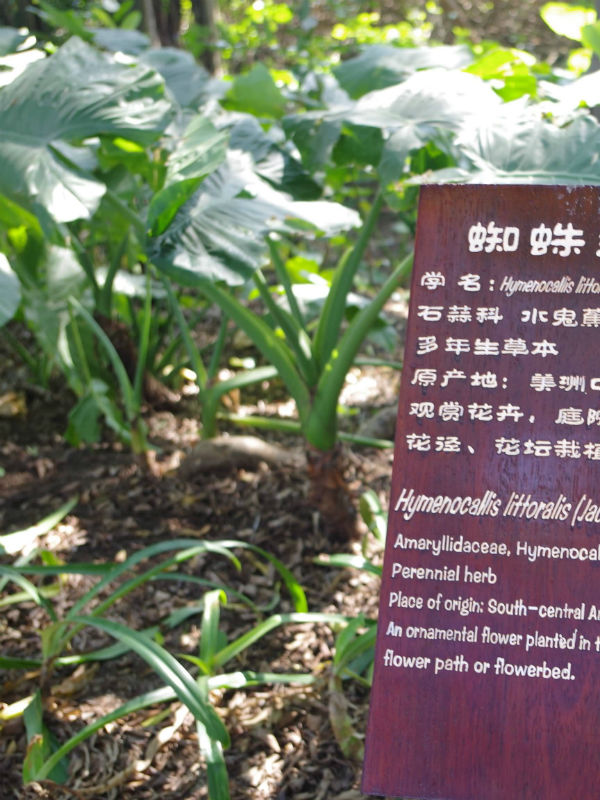 蜘蛛
学 名：Hymenocallis litto
石蒜科 水鬼蕉
多年生草本
原产地：美洲
观赏花卉，庭院
花径、花坛栽植
Hymenocallis littoralis (Jac
Amaryllidaceae, Hymenocal
Perennial herb
Place of origin: South-central A
An ornamental flower planted in t
flower path or flowerbed.